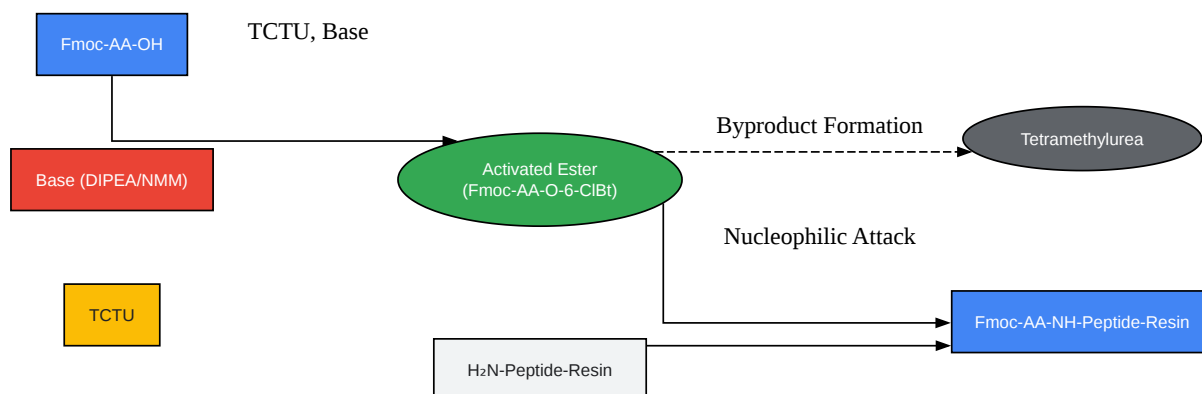 Fmoc-AA-OH
TCTU, Base
Byproduct Formation
Tetramethylurea
Base (DIPEA/NMM)
Activated Ester
(Fmoc-AA-O-6-ClBt)
Nucleophilic Attack
TCTU
Fmoc-AA-NH-Peptide-Resin
H₂N-Peptide-Resin